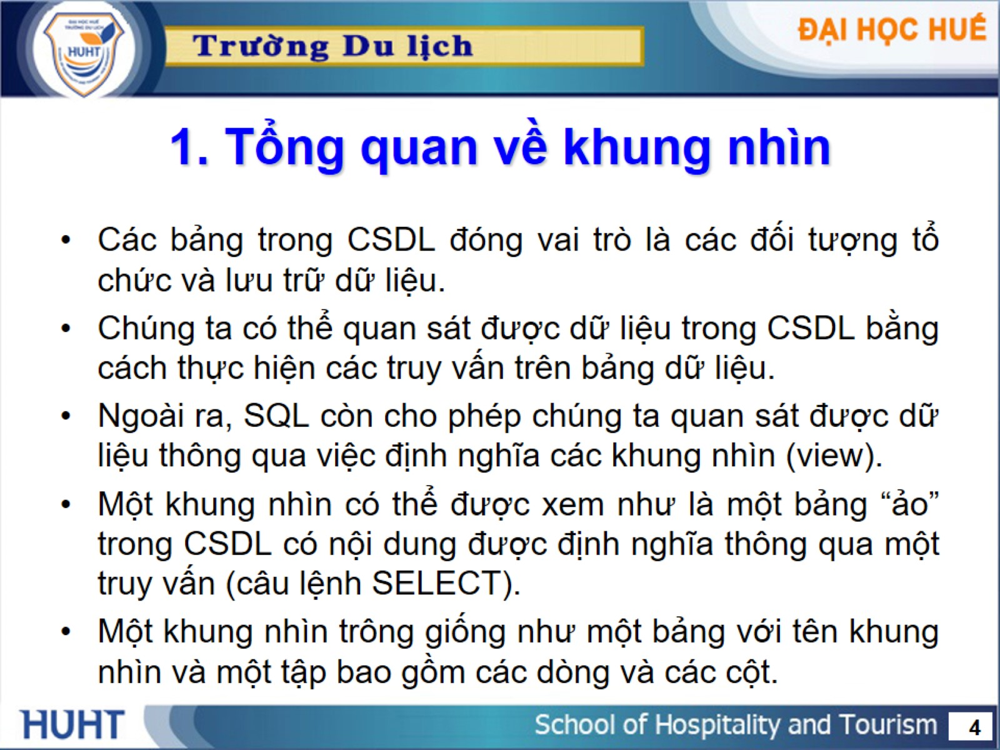 ĐẠI HỌC HUẾ
TRƯỜNG DU LỊCH
HUHT
Trường Du lịch
ĐẠI HỌC HUẾ
1. Tổng quan về khung nhìn
• Các bảng trong CSDL đóng vai trò là các đối tượng tổ
chức và lưu trữ dữ liệu.
• Chúng ta có thể quan sát được dữ liệu trong CSDL bằng
cách thực hiện các truy vấn trên bảng dữ liệu.
• Ngoài ra, SQL còn cho phép chúng ta quan sát được dữ
liệu thông qua việc định nghĩa các khung nhìn (view).
• Một khung nhìn có thể được xem như là một bảng “ảo”
trong CSDL có nội dung được định nghĩa thông qua một
truy vấn (câu lệnh SELECT).
• Một khung nhìn trông giống như một bảng với tên khung
nhìn và một tập bao gồm các dòng và các cột.
HUHT
School of Hospitality and Tourism
4